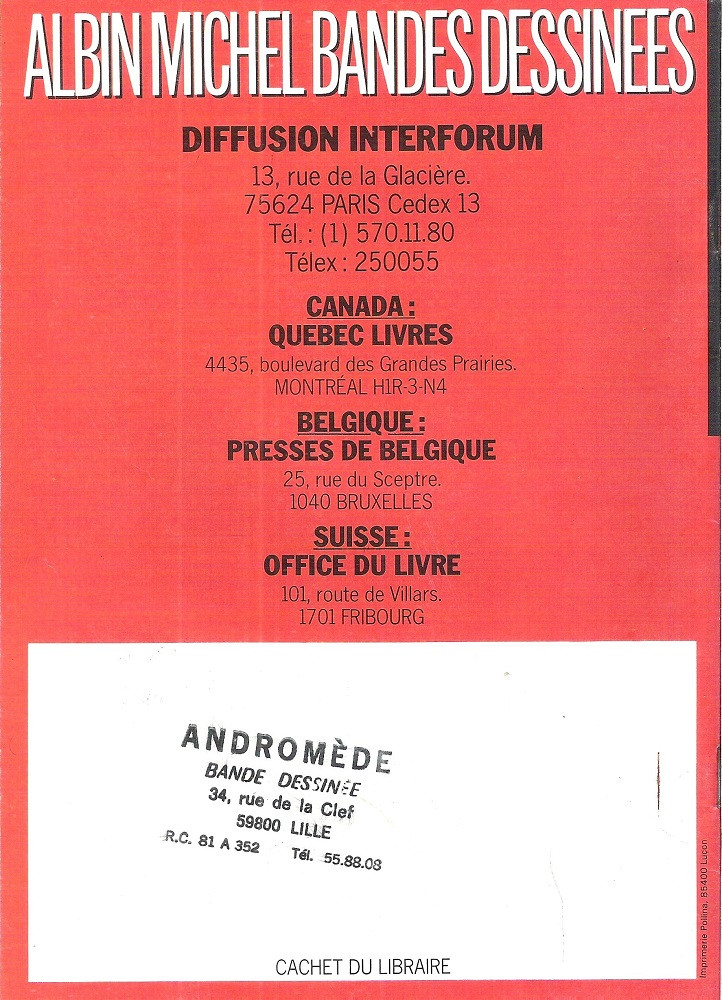 ALBIN MICHEL BANDES DESSINEES
DIFFUSION INTERFORUM
13, rue de la Glacière.
75624 PARIS Cedex 13
Tél.: (1) 570.11.80
Télex: 250055
CANADA:
QUEBEC LIVRES
4435, boulevard des Grandes Prairies.
MONTRÉAL H1R-3-N4
BELGIQUE:
PRESSES DE BELGIQUE
25, rue du Sceptre.
1040 BRUXELLES
SUISSE:
OFFICE DU LIVRE
101, route de Villars.
1701 FRIBOURG
ANDROMÈDE
BANDE DESSINÉE
34, rue de la Clef
59800 LILLE
R.C. 81 A 352 Tél. 55.88.08
CACHET DU LIBRAIRE
Imprimerie Pollina, 85400 Luçon